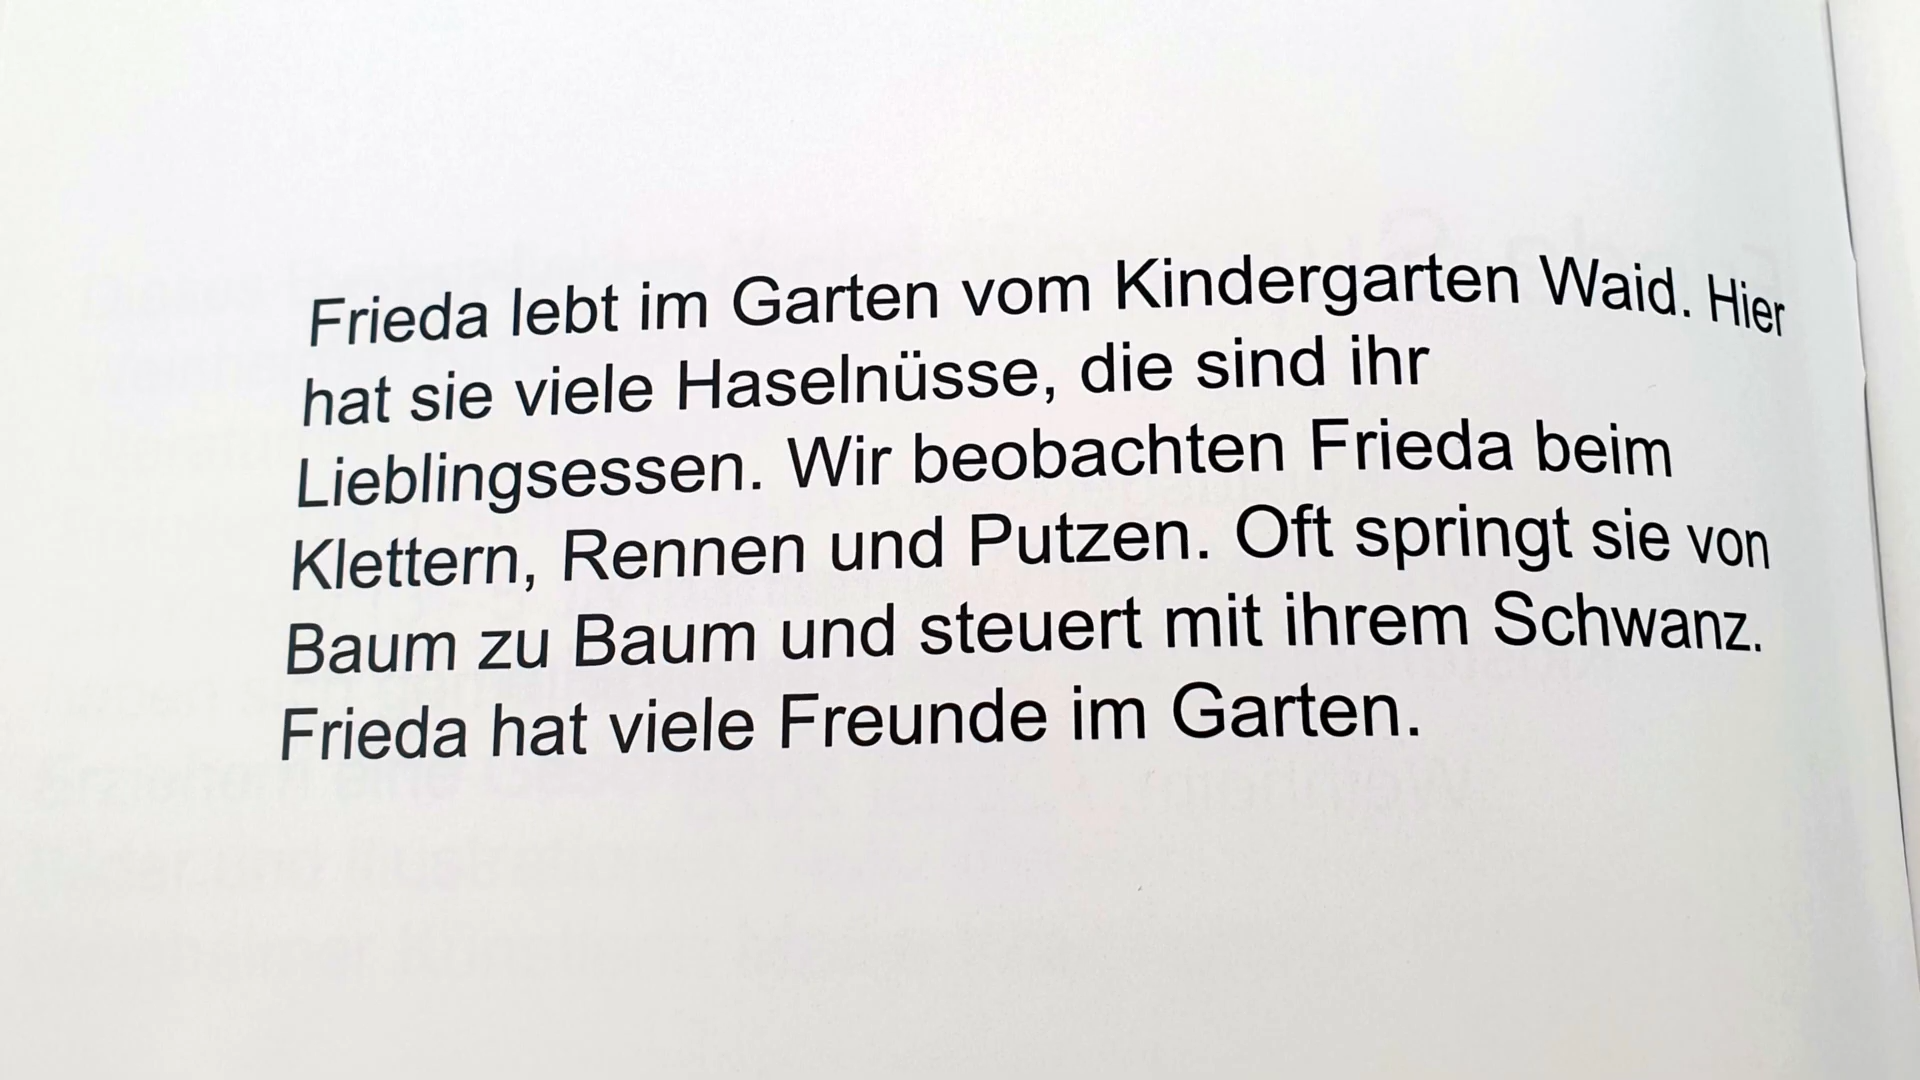 Frieda lebt im Garten vom Kindergarten Waid. Hier
hat sie viele Haselnüsse, die sind ihr
Lieblingsessen. Wir beobachten Frieda beim
Klettern, Rennen und Putzen. Oft springt sie von
Baum zu Baum und steuert mit ihrem Schwanz.
Frieda hat viele Freunde im Garten.